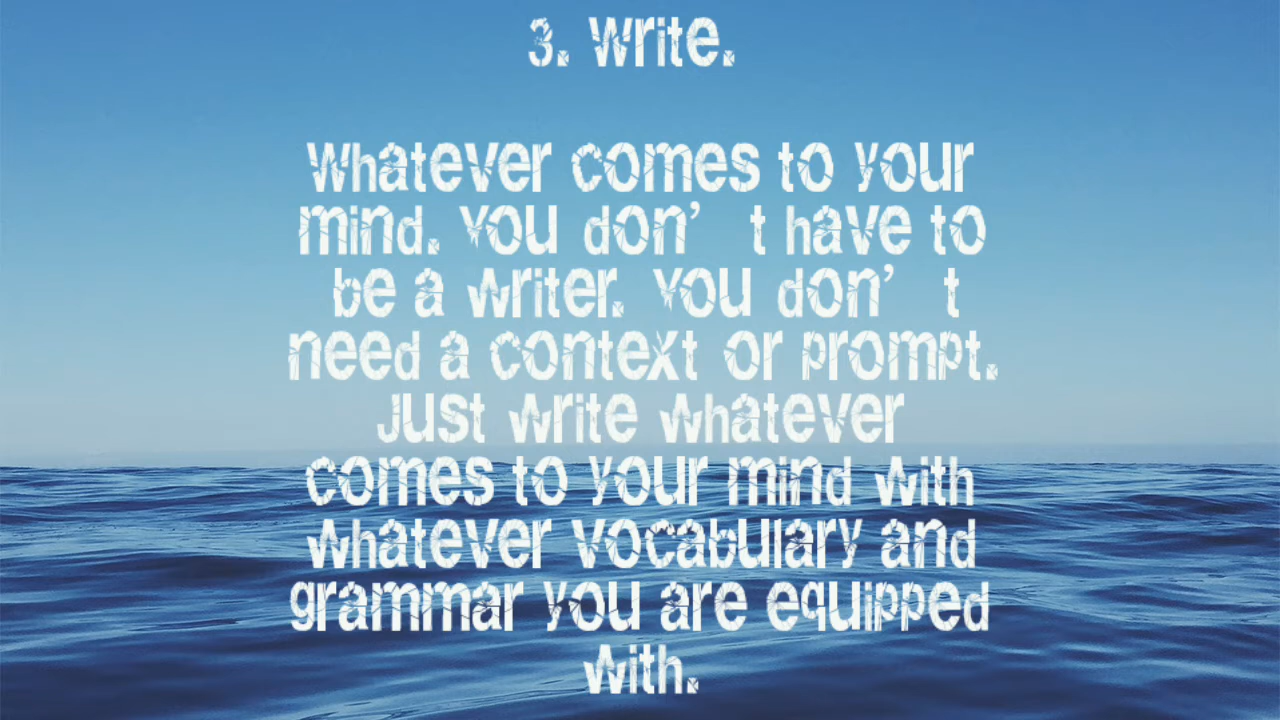 3. Write.
Whatever comes to your
mind. You don’ t have to
be a writer. You don’ t
need a context or prompt.
Just write whatever
comes to your mind with
whatever vocabulary and
grammar you are equipped
with.